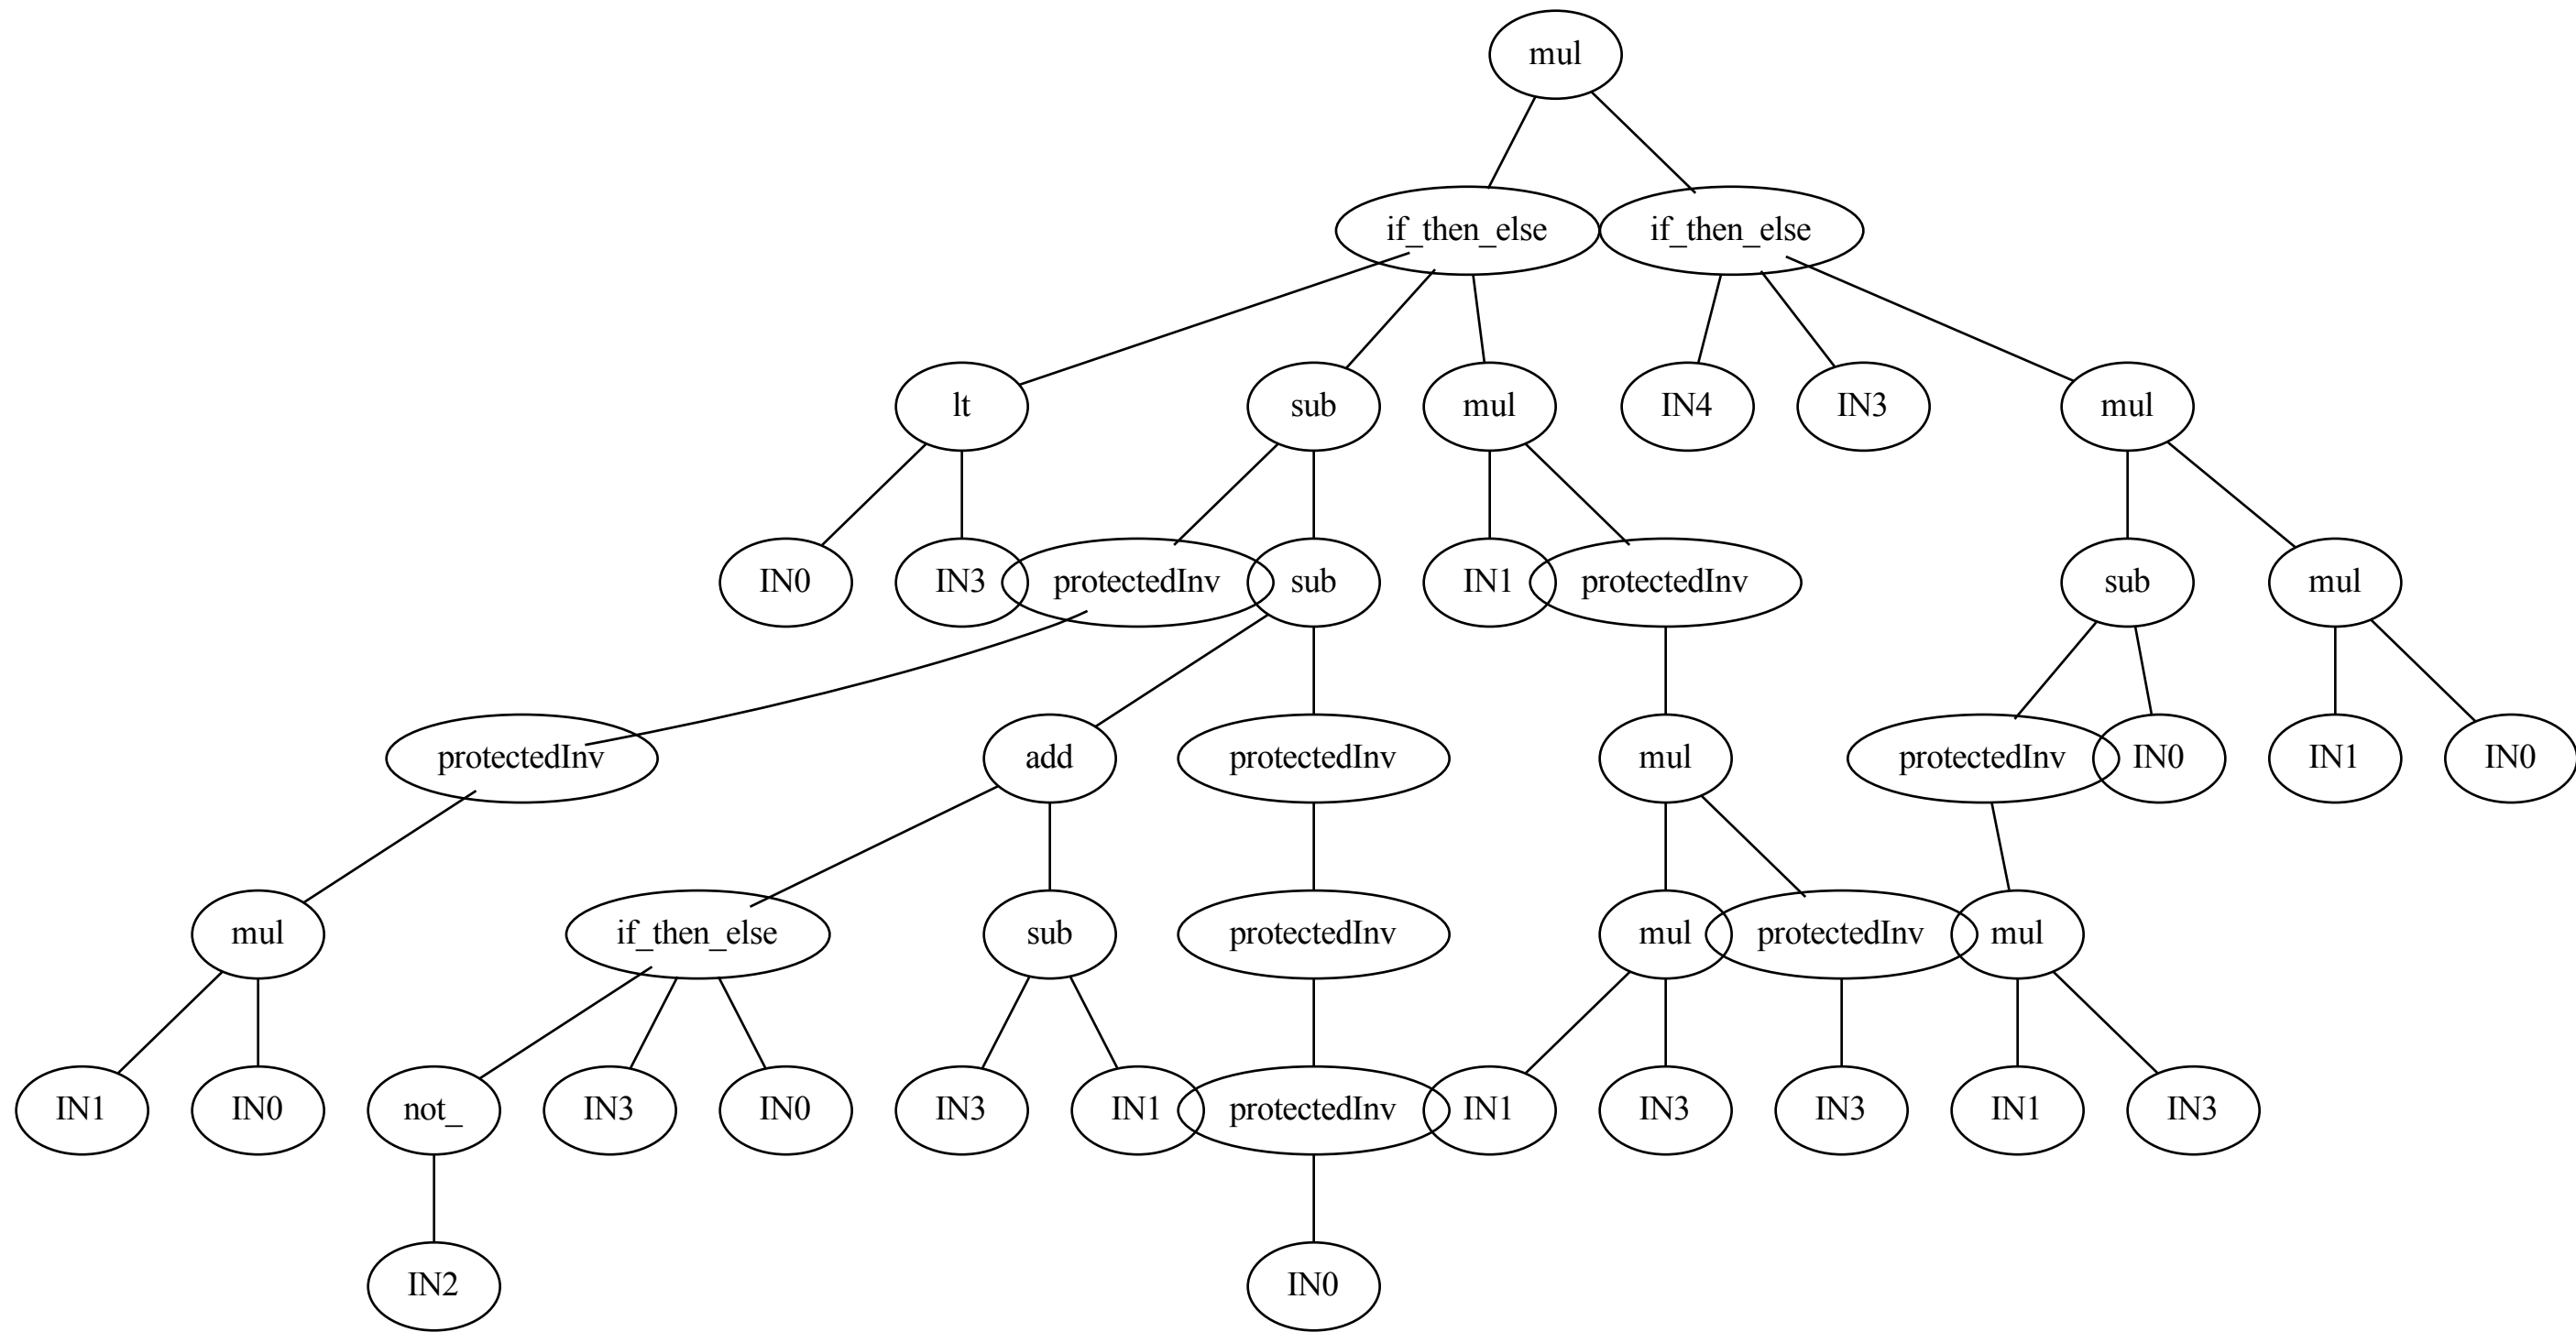 mul
if_then_else if_then_else
lt sub mul IN4 IN3 mul
IN0 IN3 protectedInv sub IN1 protectedInv sub mul
protectedInv add protectedInv mul protectedInv IN0 IN1 IN0
mul if_then_else sub protectedInv mul protectedInv mul
IN1 IN0 not_ IN3 IN0 IN3 IN1 protectedInv IN1 IN3 IN3 IN1 IN3
IN2 IN0